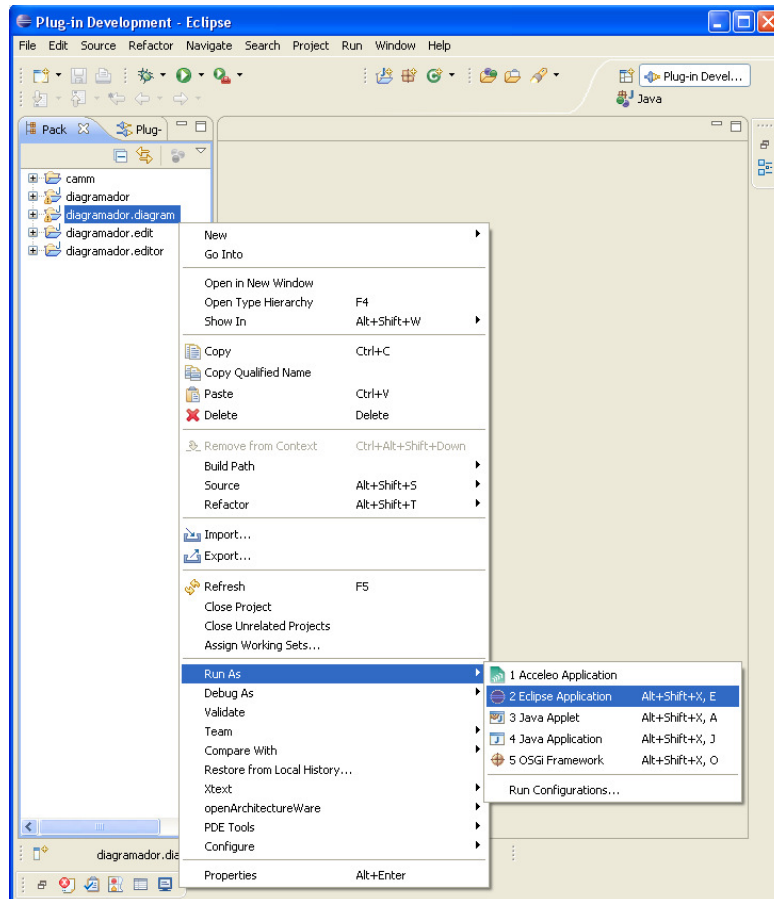 Plug-in Development - Eclipse
File Edit Source Refactor Navigate Search Project Run Window Help
Plug-in Devel...
Java
Pack Plug-
camm
diagramador
diagramador.diagram
diagramador.edit
diagramador.editor
New
Go Into
Open in New Window
Open Type Hierarchy F4
Show In Alt+Shift+W
Copy Ctrl+C
Copy Qualified Name
Paste Ctrl+V
Delete Delete
Remove from Context Ctrl+Alt+Shift+Down
Build Path
Source Alt+Shift+S
Refactor Alt+Shift+T
Import...
Export...
Refresh F5
Close Project
Close Unrelated Projects
Assign Working Sets...
Run As
Debug As
Validate
Team
Compare With
Restore from Local History...
Xtext
openArchitectureWare
PDE Tools
Configure
Properties Alt+Enter
1 Acceleo Application
2 Eclipse Application Alt+Shift+X, E
3 Java Applet Alt+Shift+X, A
4 Java Application Alt+Shift+X, J
5 OSGi Framework Alt+Shift+X, O
Run Configurations...
diagramador.dia